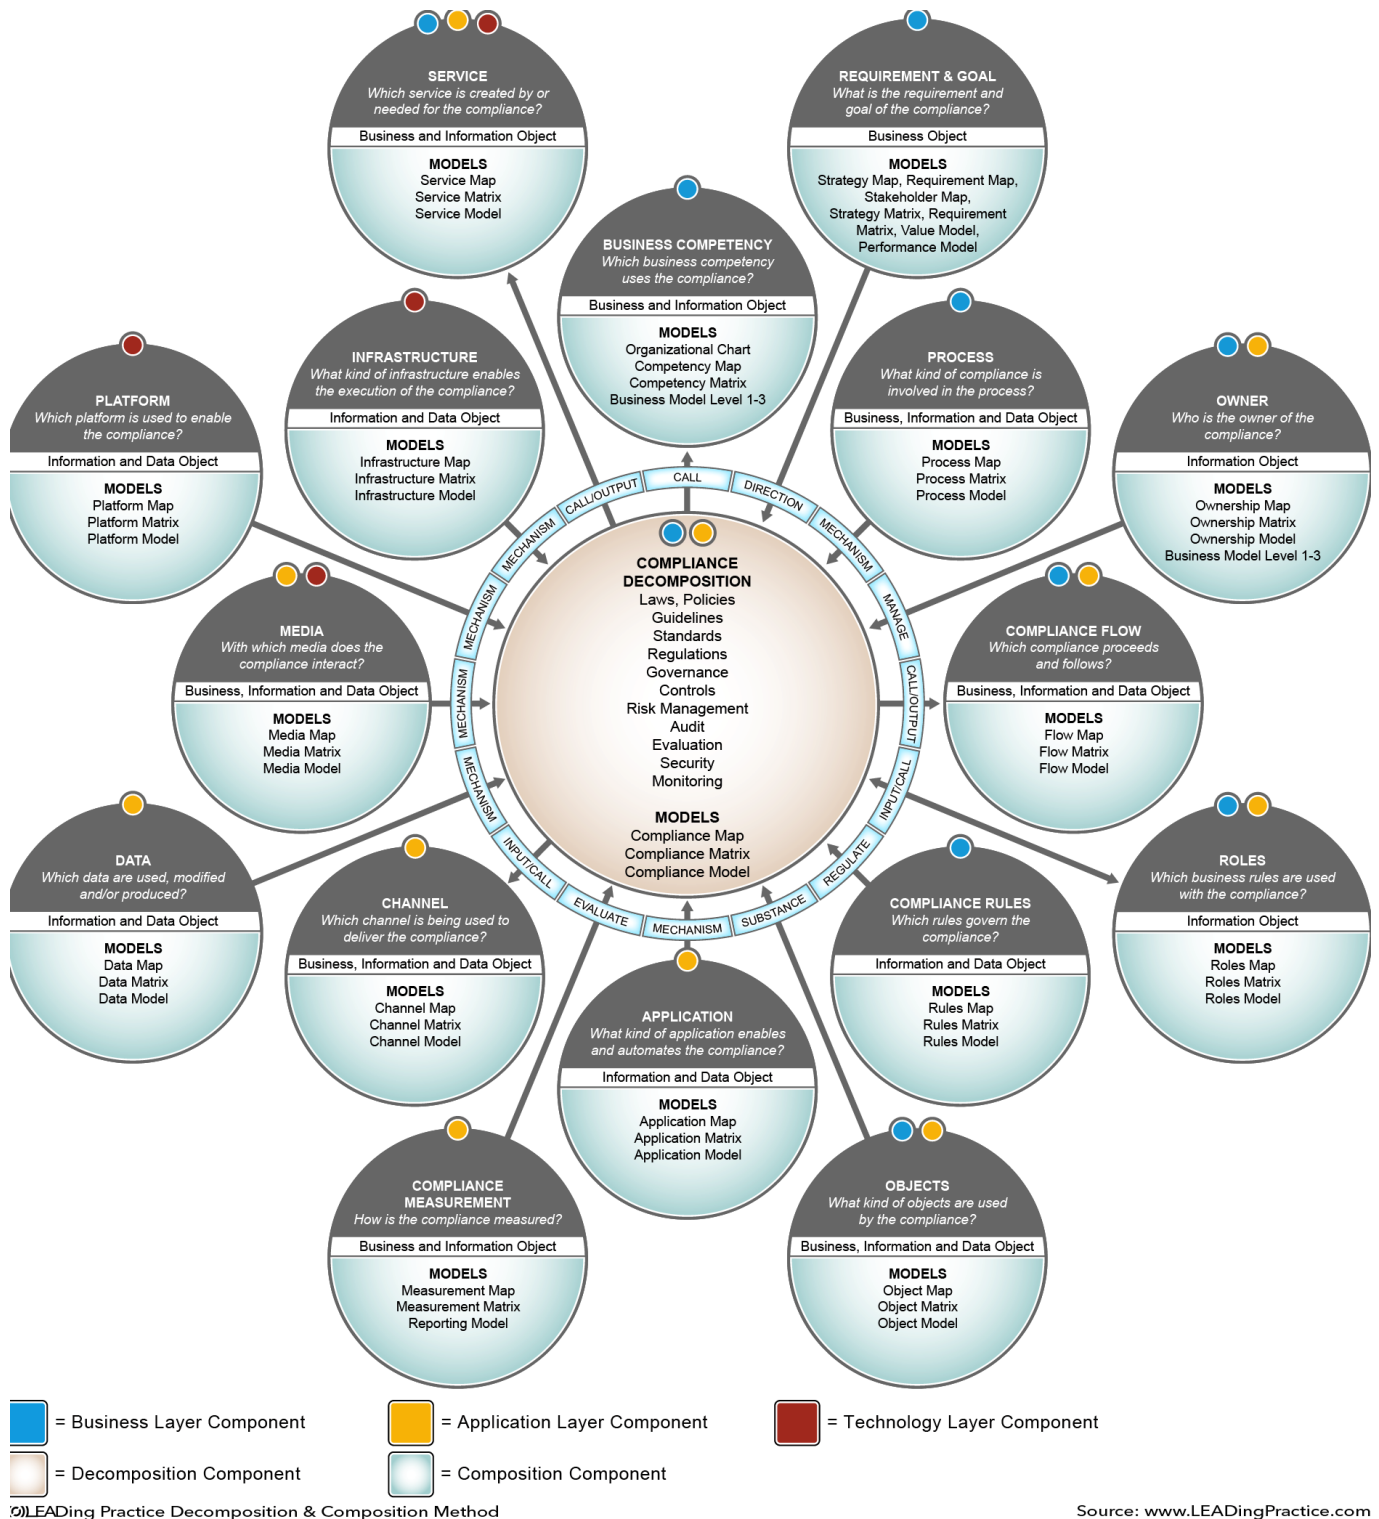 SERVICE
Which service is created by or
needed for the compliance?
Business and Information Object
MODELS
Service Map
Service Matrix
Service Model
REQUIREMENT & GOAL
What is the requirement and
goal of the compliance?
Business Object
MODELS
Strategy Map, Requirement Map,
Stakeholder Map,
Strategy Matrix, Requirement
Matrix, Value Model,
Performance Model
BUSINESS COMPETENCY
Which business competency
uses the compliance?
Business and Information Object
MODELS
Organizational Chart
Competency Map
Competency Matrix
Business Model Level 1-3
INFRASTRUCTURE
What kind of infrastructure enables
the execution of the compliance?
Information and Data Object
MODELS
Infrastructure Map
Infrastructure Matrix
Infrastructure Model
PROCESS
What kind of compliance is
involved in the process?
Business, Information and Data Object
MODELS
Process Map
Process Matrix
Process Model
PLATFORM
Which platform is used to enable
the compliance?
Information and Data Object
MODELS
Platform Map
Platform Matrix
Platform Model
OWNER
Who is the owner of the
compliance?
Information Object
MODELS
Ownership Map
Ownership Matrix
Ownership Model
Business Model Level 1-3
CALL
DIRECTION
MECHANISM
MANAGE
CALL/OUTPUT
INPUT/CALL
REGULATE
SUBSTANCE
MECHANISM
EVALUATE
INPUT/CALL
MECHANISM
MECHANISM
MECHANISM
MECHANISM
CALL/OUTPUT
COMPLIANCE
DECOMPOSITION
Laws, Policies
Guidelines
Standards
Regulations
Governance
Controls
Risk Management
Audit
Evaluation
Security
Monitoring
MODELS
Compliance Map
Compliance Matrix
Compliance Model
MEDIA
With which media does the
compliance interact?
Business, Information and Data Object
MODELS
Media Map
Media Matrix
Media Model
COMPLIANCE FLOW
Which compliance proceeds
and follows?
Business, Information and Data Object
MODELS
Flow Map
Flow Matrix
Flow Model
DATA
Which data are used, modified
and/or produced?
Information and Data Object
MODELS
Data Map
Data Matrix
Data Model
CHANNEL
Which channel is being used to
deliver the compliance?
Business, Information and Data Object
MODELS
Channel Map
Channel Matrix
Channel Model
COMPLIANCE RULES
Which rules govern the
compliance?
Information and Data Object
MODELS
Rules Map
Rules Matrix
Rules Model
ROLES
Which business rules are used
with the compliance?
Information Object
MODELS
Roles Map
Roles Matrix
Roles Model
APPLICATION
What kind of application enables
and automates the compliance?
Information and Data Object
MODELS
Application Map
Application Matrix
Application Model
COMPLIANCE
MEASUREMENT
How is the compliance measured?
Business and Information Object
MODELS
Measurement Map
Measurement Matrix
Reporting Model
OBJECTS
What kind of objects are used
by the compliance?
Business, Information and Data Object
MODELS
Object Map
Object Matrix
Object Model
= Business Layer Component
= Application Layer Component
= Technology Layer Component
= Decomposition Component
= Composition Component
LEADing Practice Decomposition & Composition Method
Source: www.LEADingPractice.com